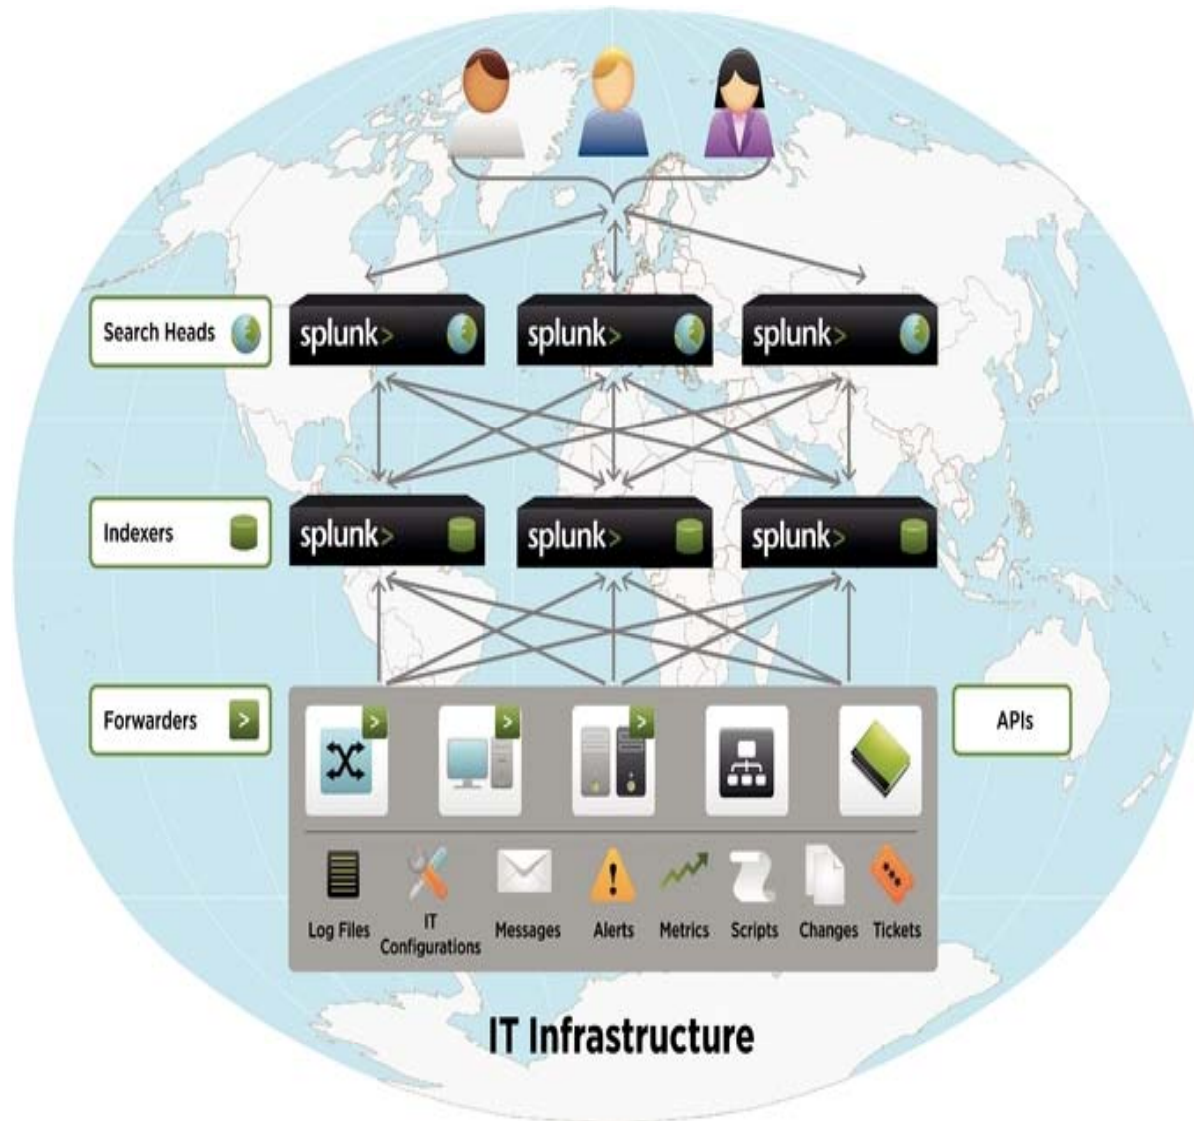 Search Heads
splunk>
splunk>
splunk>
Indexers
splunk>
splunk>
splunk>
Forwarders
>
>
>
>
APIs
Log Files
IT
Configurations
Messages
Alerts
Metrics
Scripts
Changes
Tickets
IT Infrastructure